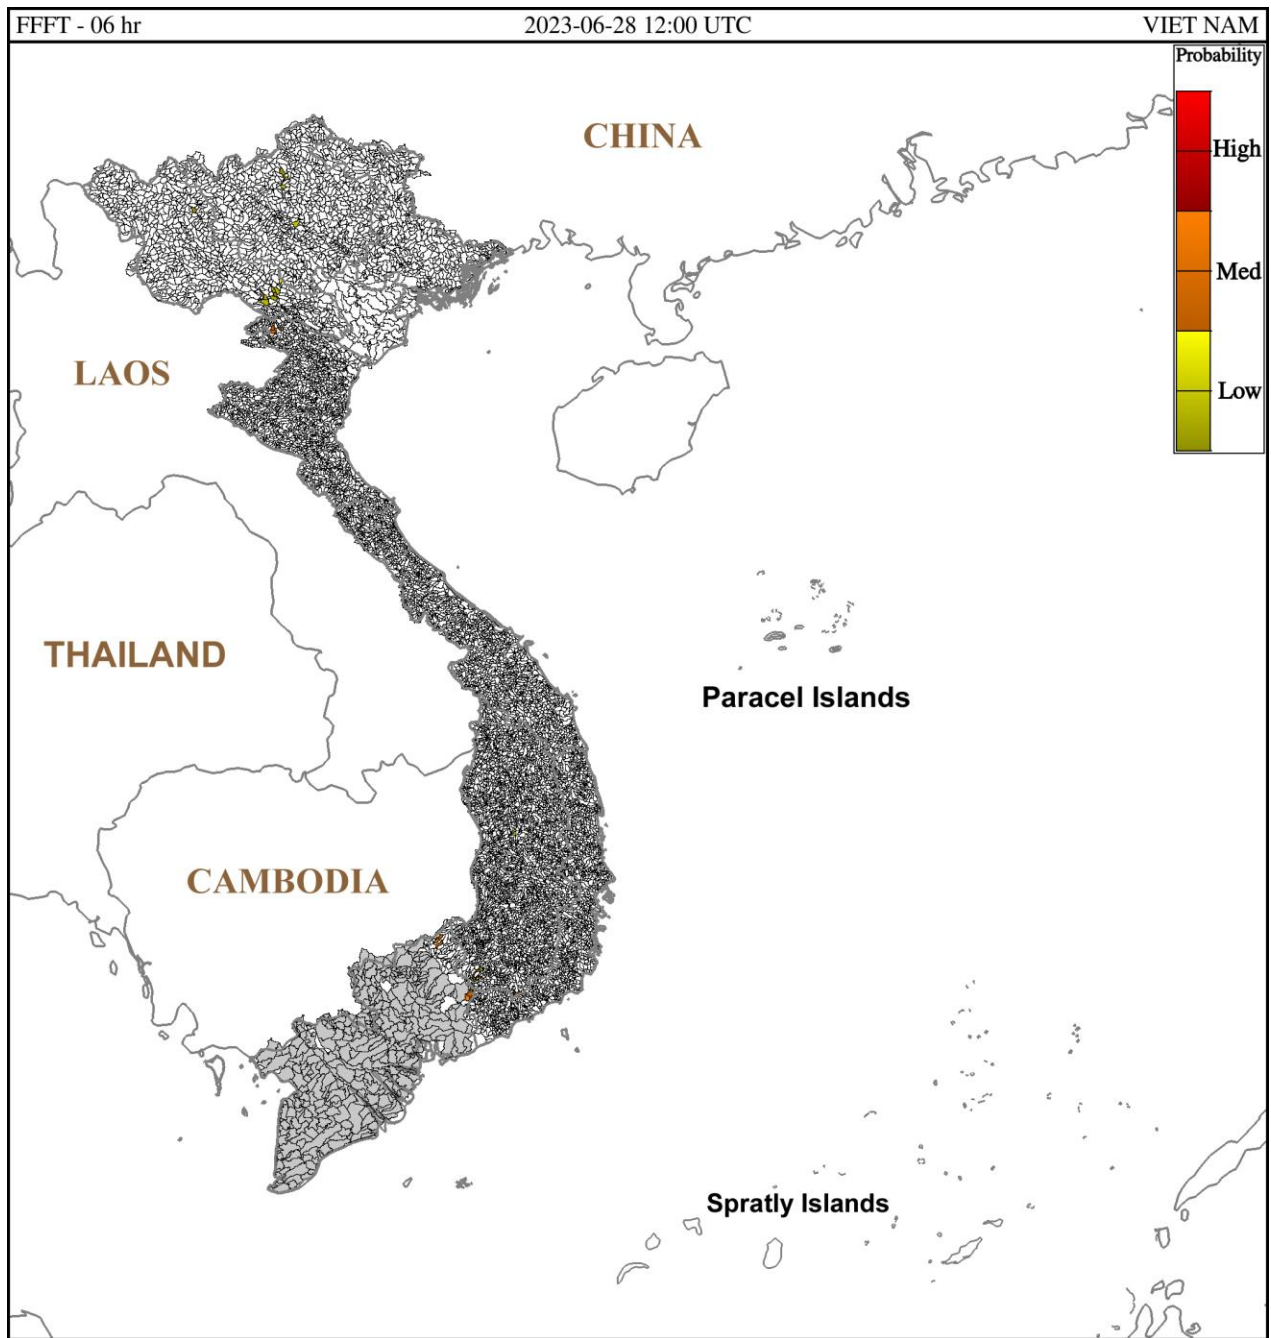 FFFT - 06 hr
2023-06-28 12:00 UTC
VIET NAM
Probability
High
Med
Low
CHINA
LAOS
THAILAND
Paracel Islands
CAMBODIA
Spratly Islands